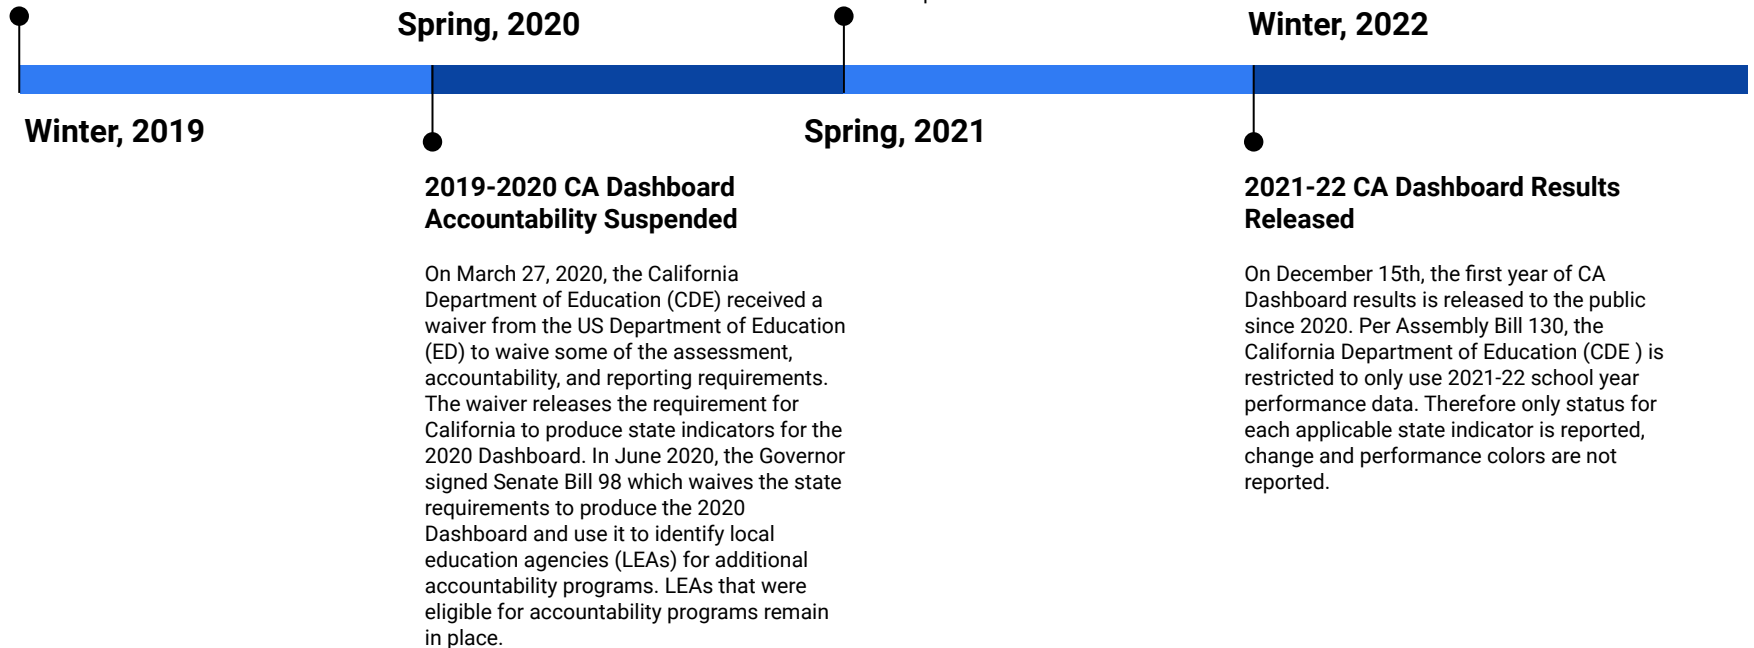 Spring, 2020
Winter, 2022
Winter, 2019
Spring, 2021
2019-2020 CA Dashboard
Accountability Suspended
On March 27, 2020, the California
Department of Education (CDE) received a
waiver from the US Department of Education
(ED) to waive some of the assessment,
accountability, and reporting requirements.
The waiver releases the requirement for
California to produce state indicators for the
2020 Dashboard. In June 2020, the Governor
signed Senate Bill 98 which waives the state
requirements to produce the 2020
Dashboard and use it to identify local
education agencies (LEAs) for additional
accountability programs. LEAs that were
eligible for accountability programs remain
in place.
2021-22 CA Dashboard Results
Released
On December 15th, the first year of CA
Dashboard results is released to the public
since 2020. Per Assembly Bill 130, the
California Department of Education (CDE ) is
restricted to only use 2021-22 school year
performance data. Therefore only status for
each applicable state indicator is reported,
change and performance colors are not
reported.